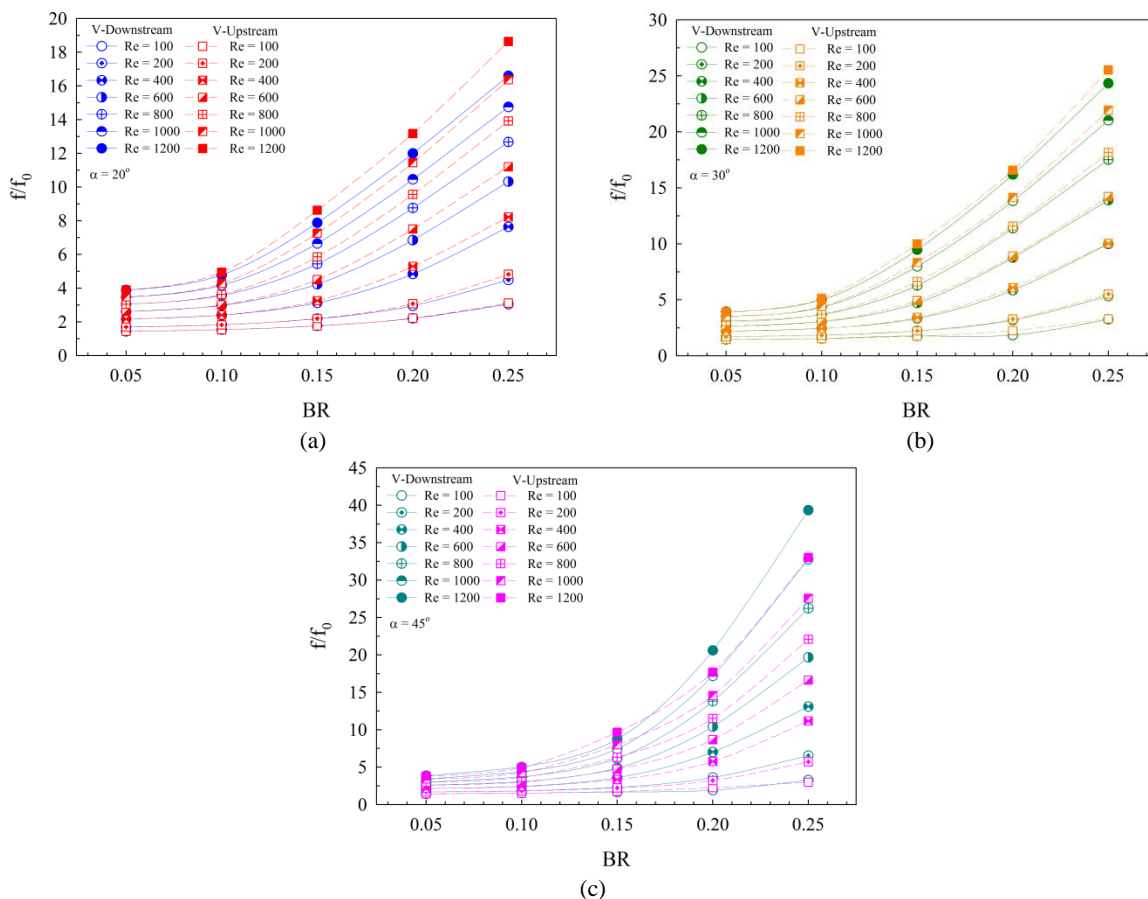 20
18
16
14
12
10
8
6
4
2
0
f/f₀
V-Downstream V-Upstream
Re = 100 Re = 100
Re = 200 Re = 200
Re = 400 Re = 400
Re = 600 Re = 600
Re = 800 Re = 800
Re = 1000 Re = 1000
Re = 1200 Re = 1200
α = 20°
0.05 0.10 0.15 0.20 0.25
BR
(a)
30
25
20
15
10
5
0
f/f₀
V-Downstream V-Upstream
Re = 100 Re = 100
Re = 200 Re = 200
Re = 400 Re = 400
Re = 600 Re = 600
Re = 800 Re = 800
Re = 1000 Re = 1000
Re = 1200 Re = 1200
α = 30°
0.05 0.10 0.15 0.20 0.25
BR
(b)
45
40
35
30
25
20
15
10
5
0
f/f₀
V-Downstream V-Upstream
Re = 100 Re = 100
Re = 200 Re = 200
Re = 400 Re = 400
Re = 600 Re = 600
Re = 800 Re = 800
Re = 1000 Re = 1000
Re = 1200 Re = 1200
α = 45°
0.05 0.10 0.15 0.20 0.25
BR
(c)